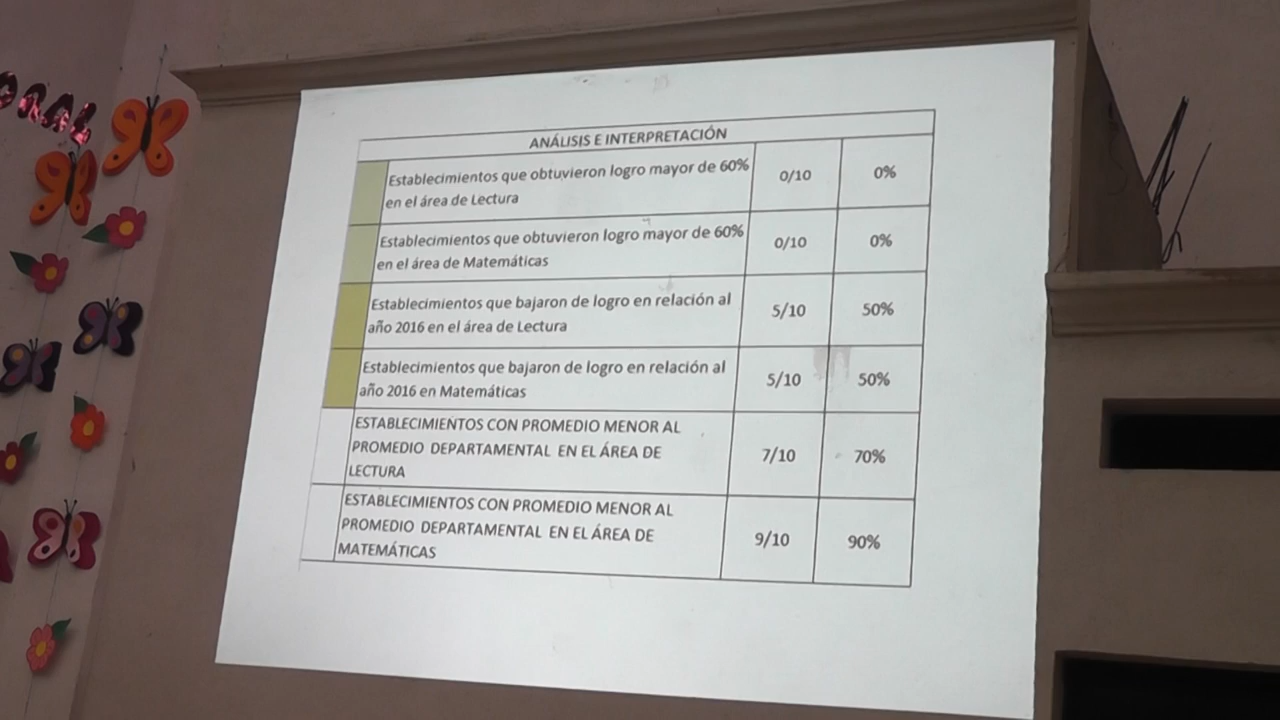 ANÁLISIS E INTERPRETACIÓN
Establecimientos que obtuvieron logro mayor de 60%
en el área de Lectura
0/10
0%
Establecimientos que obtuvieron logro mayor de 60%
en el área de Matemáticas
0/10
0%
Establecimientos que bajaron de logro en relación al
año 2016 en el área de Lectura
5/10
50%
Establecimientos que bajaron de logro en relación al
año 2016 en Matemáticas
5/10
50%
ESTABLECIMIENTOS CON PROMEDIO MENOR AL
PROMEDIO DEPARTAMENTAL EN EL ÁREA DE
LECTURA
7/10
70%
ESTABLECIMIENTOS CON PROMEDIO MENOR AL
PROMEDIO DEPARTAMENTAL EN EL ÁREA DE
MATEMÁTICAS
9/10
90%